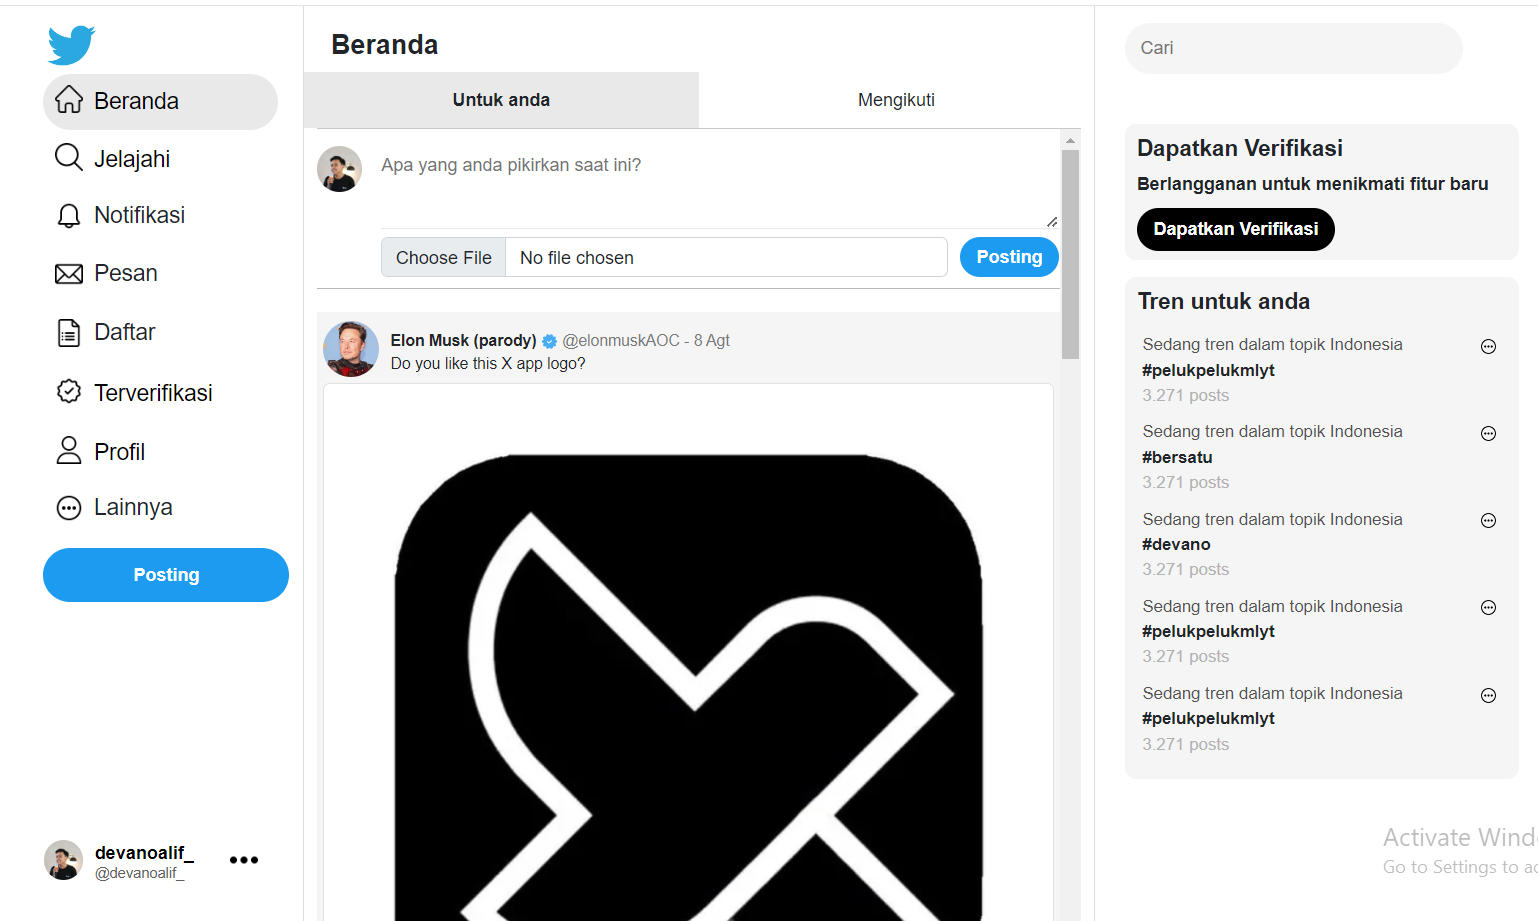 Beranda
Jelajahi
Notifikasi
Pesan
Daftar
Terverifikasi
Profil
Lainnya
Posting
devanoalif_
@devanoalif_
Beranda
Untuk anda
Mengikuti
Apa yang anda pikirkan saat ini?
Choose File No file chosen
Posting
Elon Musk (parody) @elonmuskAOC - 8 Agt
Do you like this X app logo?
Cari
Dapatkan Verifikasi
Berlangganan untuk menikmati fitur baru
Dapatkan Verifikasi
Tren untuk anda
Sedang tren dalam topik Indonesia
#pelukpelukmlyt
3.271 posts
Sedang tren dalam topik Indonesia
#bersatu
3.271 posts
Sedang tren dalam topik Indonesia
#devano
3.271 posts
Sedang tren dalam topik Indonesia
#pelukpelukmlyt
3.271 posts
Sedang tren dalam topik Indonesia
#pelukpelukmlyt
3.271 posts
Activate Wind
Go to Settings to ac